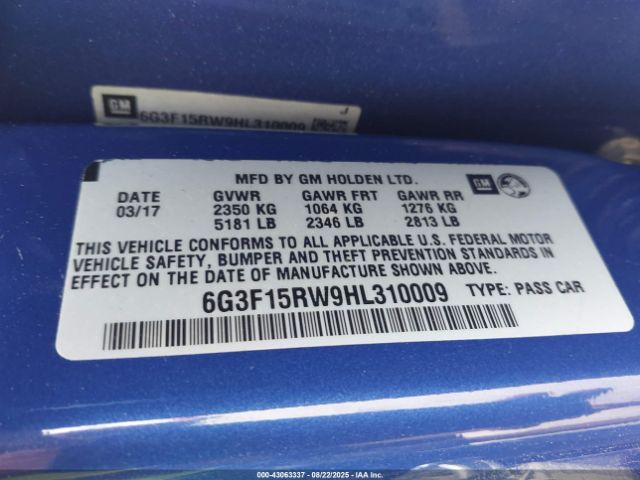 GM
J
6G3F15RW9HL310009
MFD BY GM HOLDEN LTD.
GM
DATE GVWR GAWR FRT GAWR RR
03/17 2350 KG 1064 KG 1276 KG
5181 LB 2346 LB 2813 LB
THIS VEHICLE CONFORMS TO ALL APPLICABLE U.S. FEDERAL MOTOR
VEHICLE SAFETY, BUMPER AND THEFT PREVENTION STANDARDS IN
EFFECT ON THE DATE OF MANUFACTURE SHOWN ABOVE.
6G3F15RW9HL310009 TYPE: PASS CAR
000-43063337 - 08/22/2025 - IAA Inc.